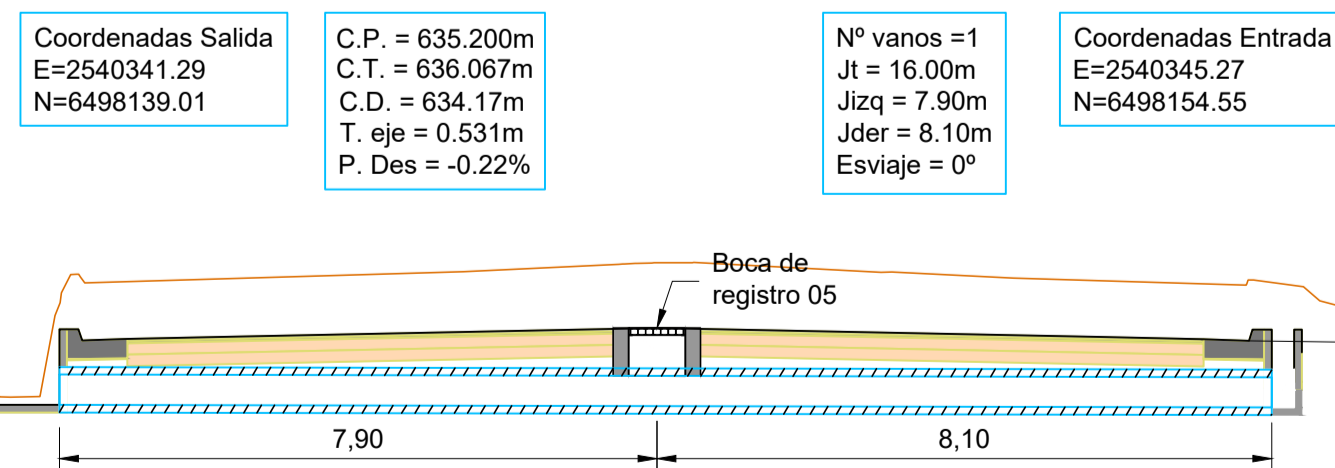 Coordenadas Salida
E=2540341.29
N=6498139.01
C.P. = 635.200m
C.T. = 636.067m
C.D. = 634.17m
T. eje = 0.531m
P. Des = -0.22%
Nº vanos =1
Jt = 16.00m
Jizq = 7.90m
Jder = 8.10m
Esviaje = 0º
Coordenadas Entrada
E=2540345.27
N=6498154.55
Boca de
registro 05
7,90
8,10